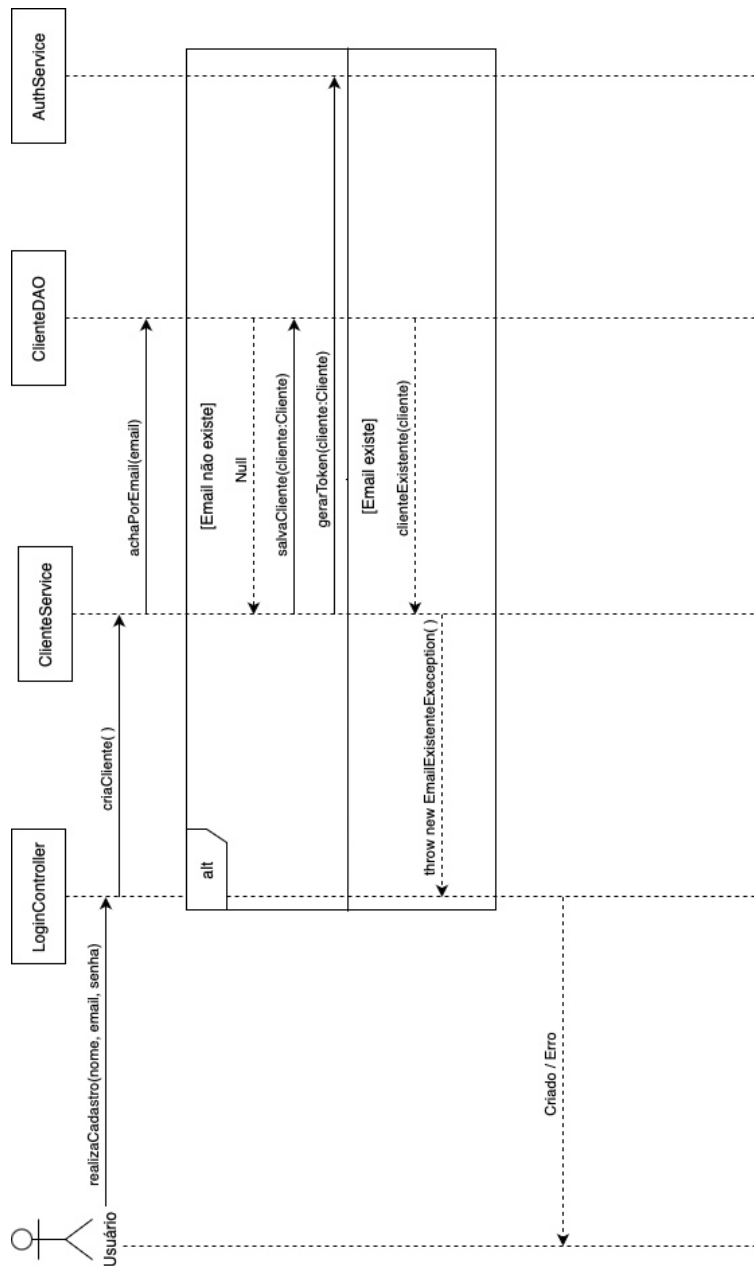 Usuário
LoginController
ClienteService
ClienteDAO
AuthService
realizaCadastro(nome, email, senha)
criaCliente( )
achaPorEmail(email)
alt
[Email não existe]
Null
salvaCliente(cliente:Cliente)
gerarToken(cliente:Cliente)
[Email existe]
clienteExistente(cliente)
throw new EmailExistenteExeception( )
Criado / Erro